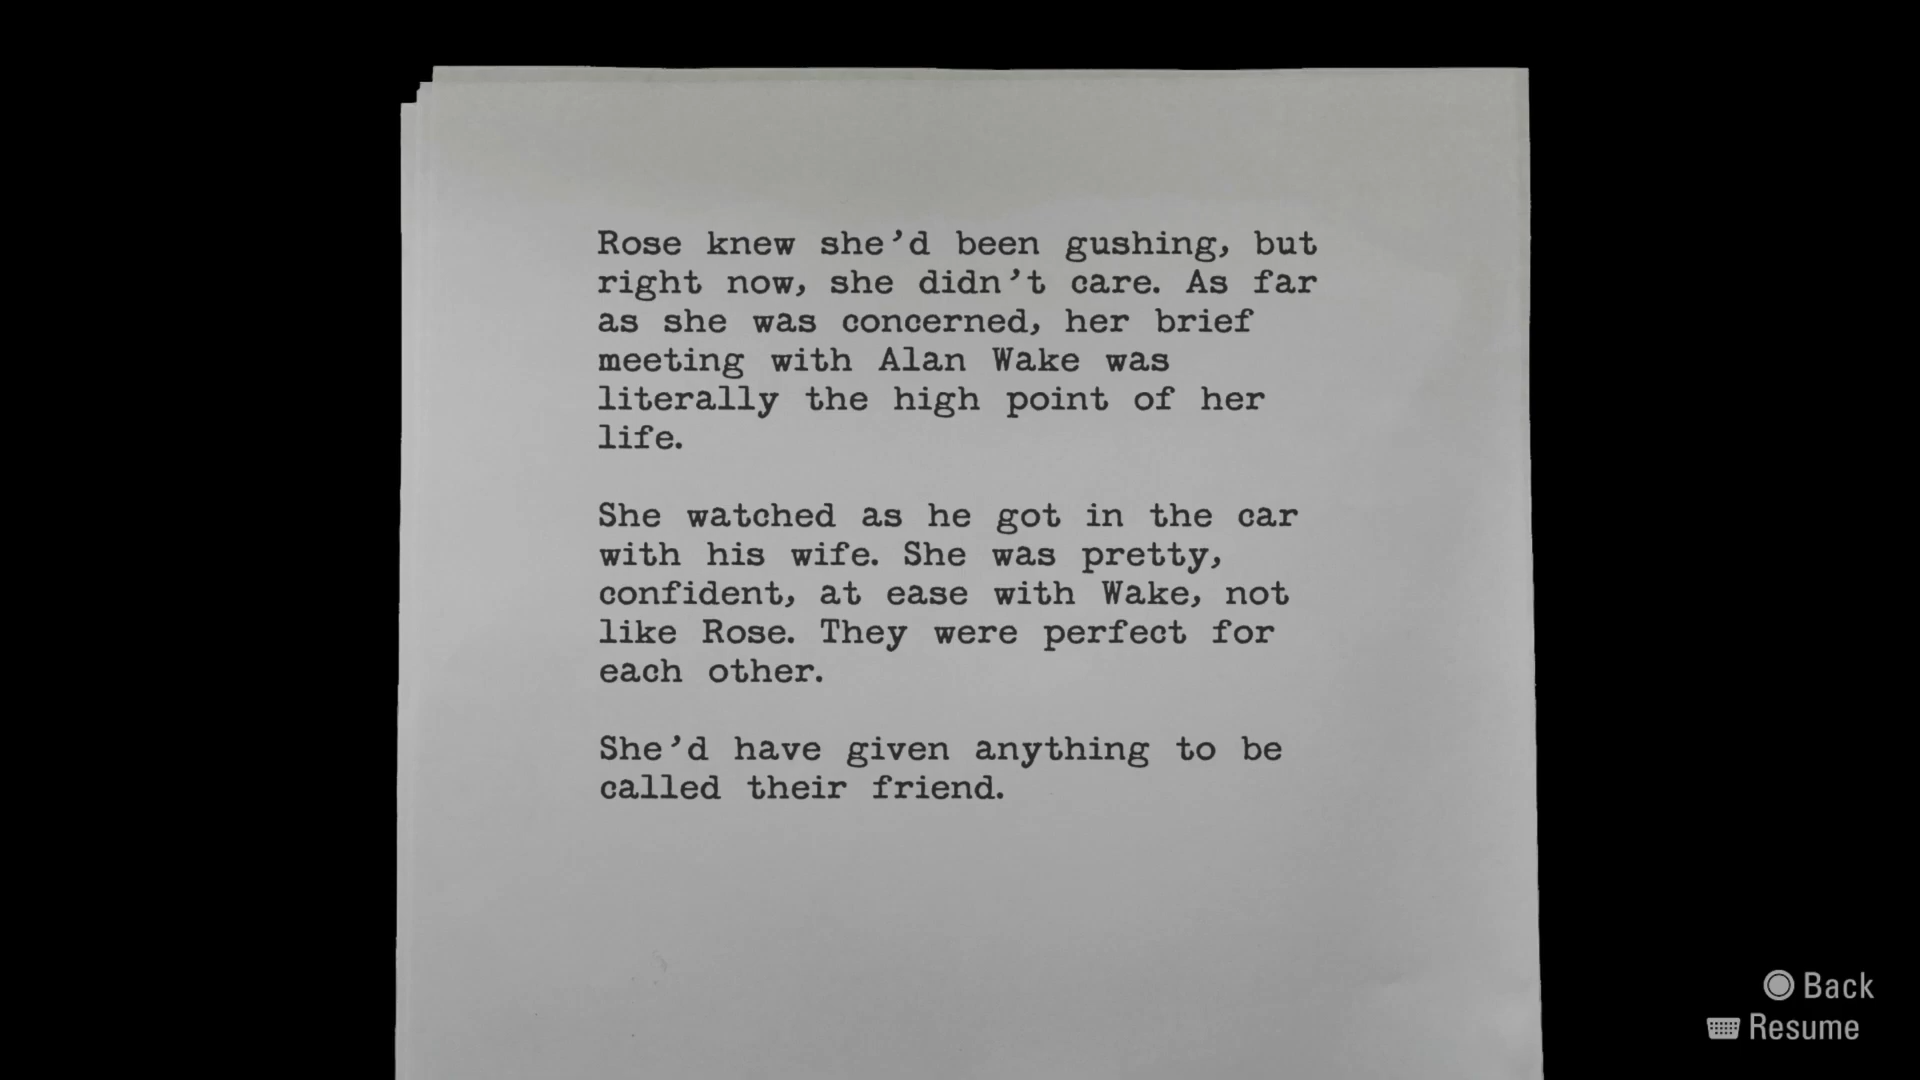 Rose knew she’d been gushing, but
right now, she didn’t care. As far
as she was concerned, her brief
meeting with Alan Wake was
literally the high point of her
life.
She watched as he got in the car
with his wife. She was pretty,
confident, at ease with Wake, not
like Rose. They were perfect for
each other.
She’d have given anything to be
called their friend.
Back
Resume